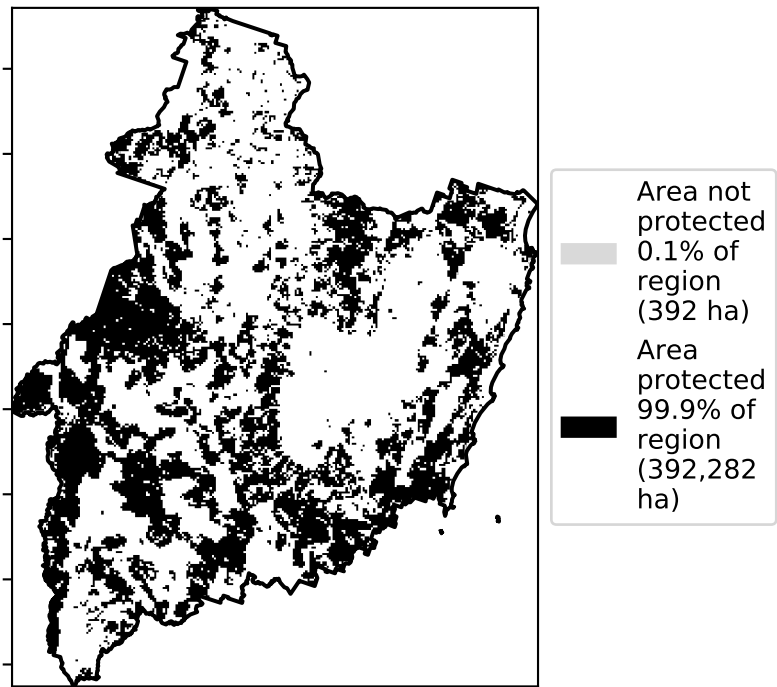 Area not
protected
0.1% of
region
(392 ha)
Area
protected
99.9% of
region
(392,282
ha)